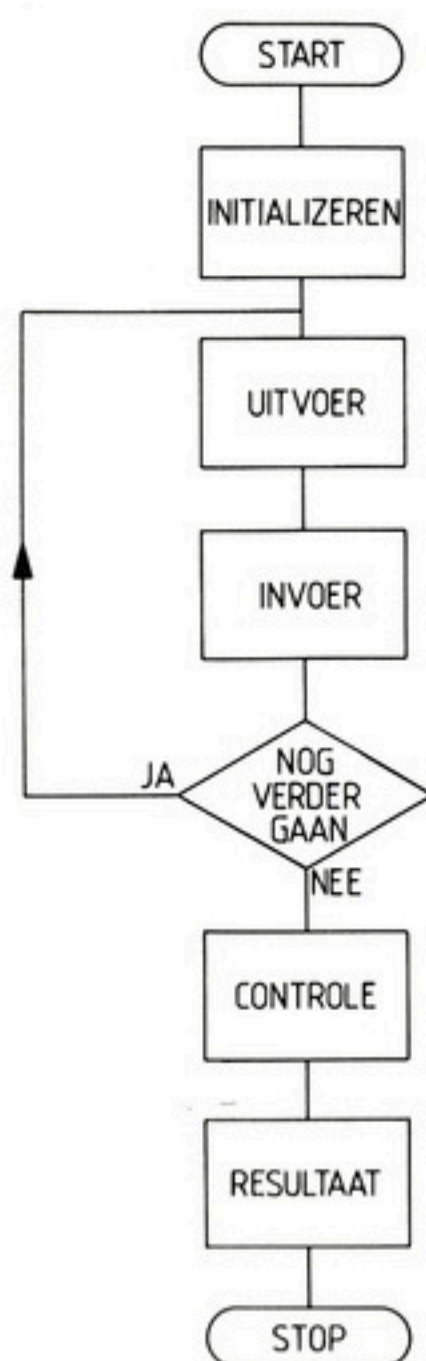 START
INITIALIZEREN
UITVOER
INVOER
NOG
VERDER
GAAN
JA
NEE
CONTROLE
RESULTAAT
STOP